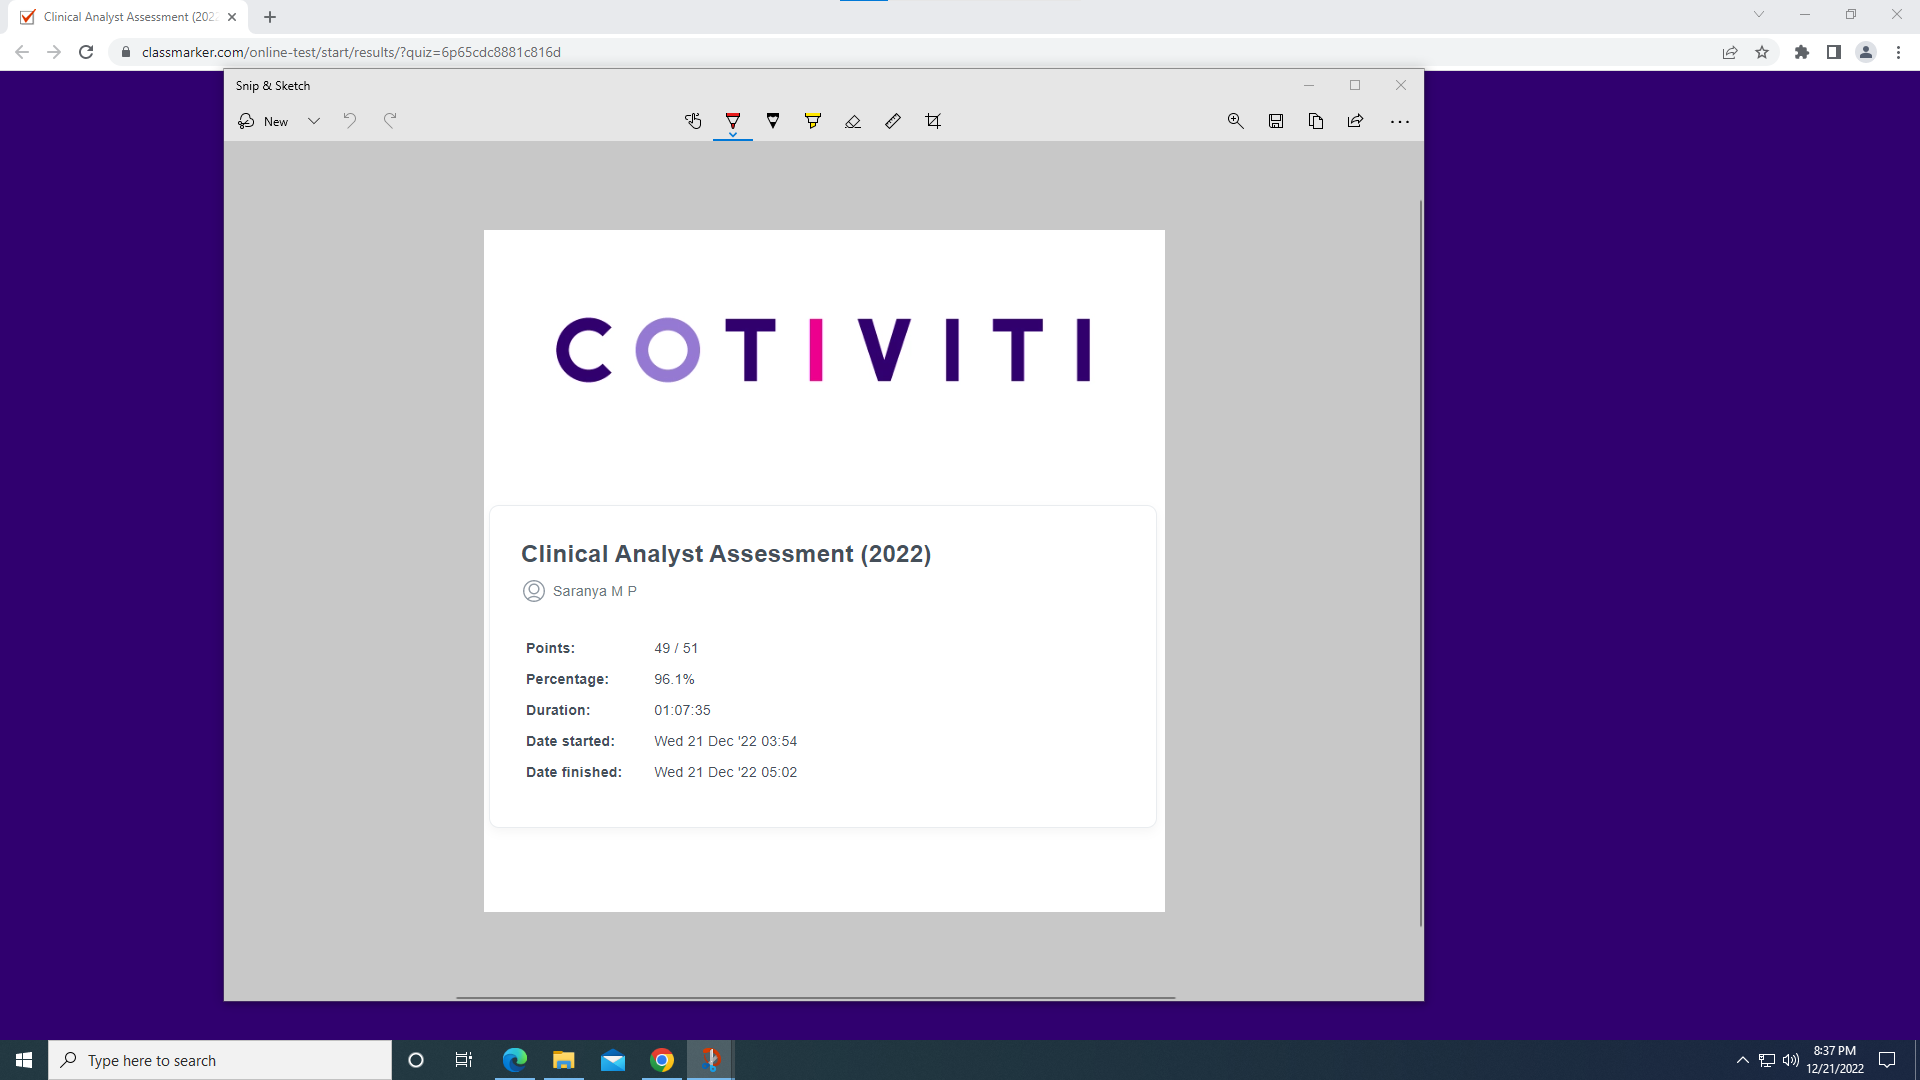 Clinical Analyst Assessment (202
classmarker.com/online-test/start/results/?quiz=6p65cdc8881c816d
Snip & Sketch
New
COTIVITI
Clinical Analyst Assessment (2022)
Saranya M P
Points: 49 / 51
Percentage: 96.1%
Duration: 01:07:35
Date started: Wed 21 Dec '22 03:54
Date finished: Wed 21 Dec '22 05:02
Type here to search
8:37 PM
12/21/2022